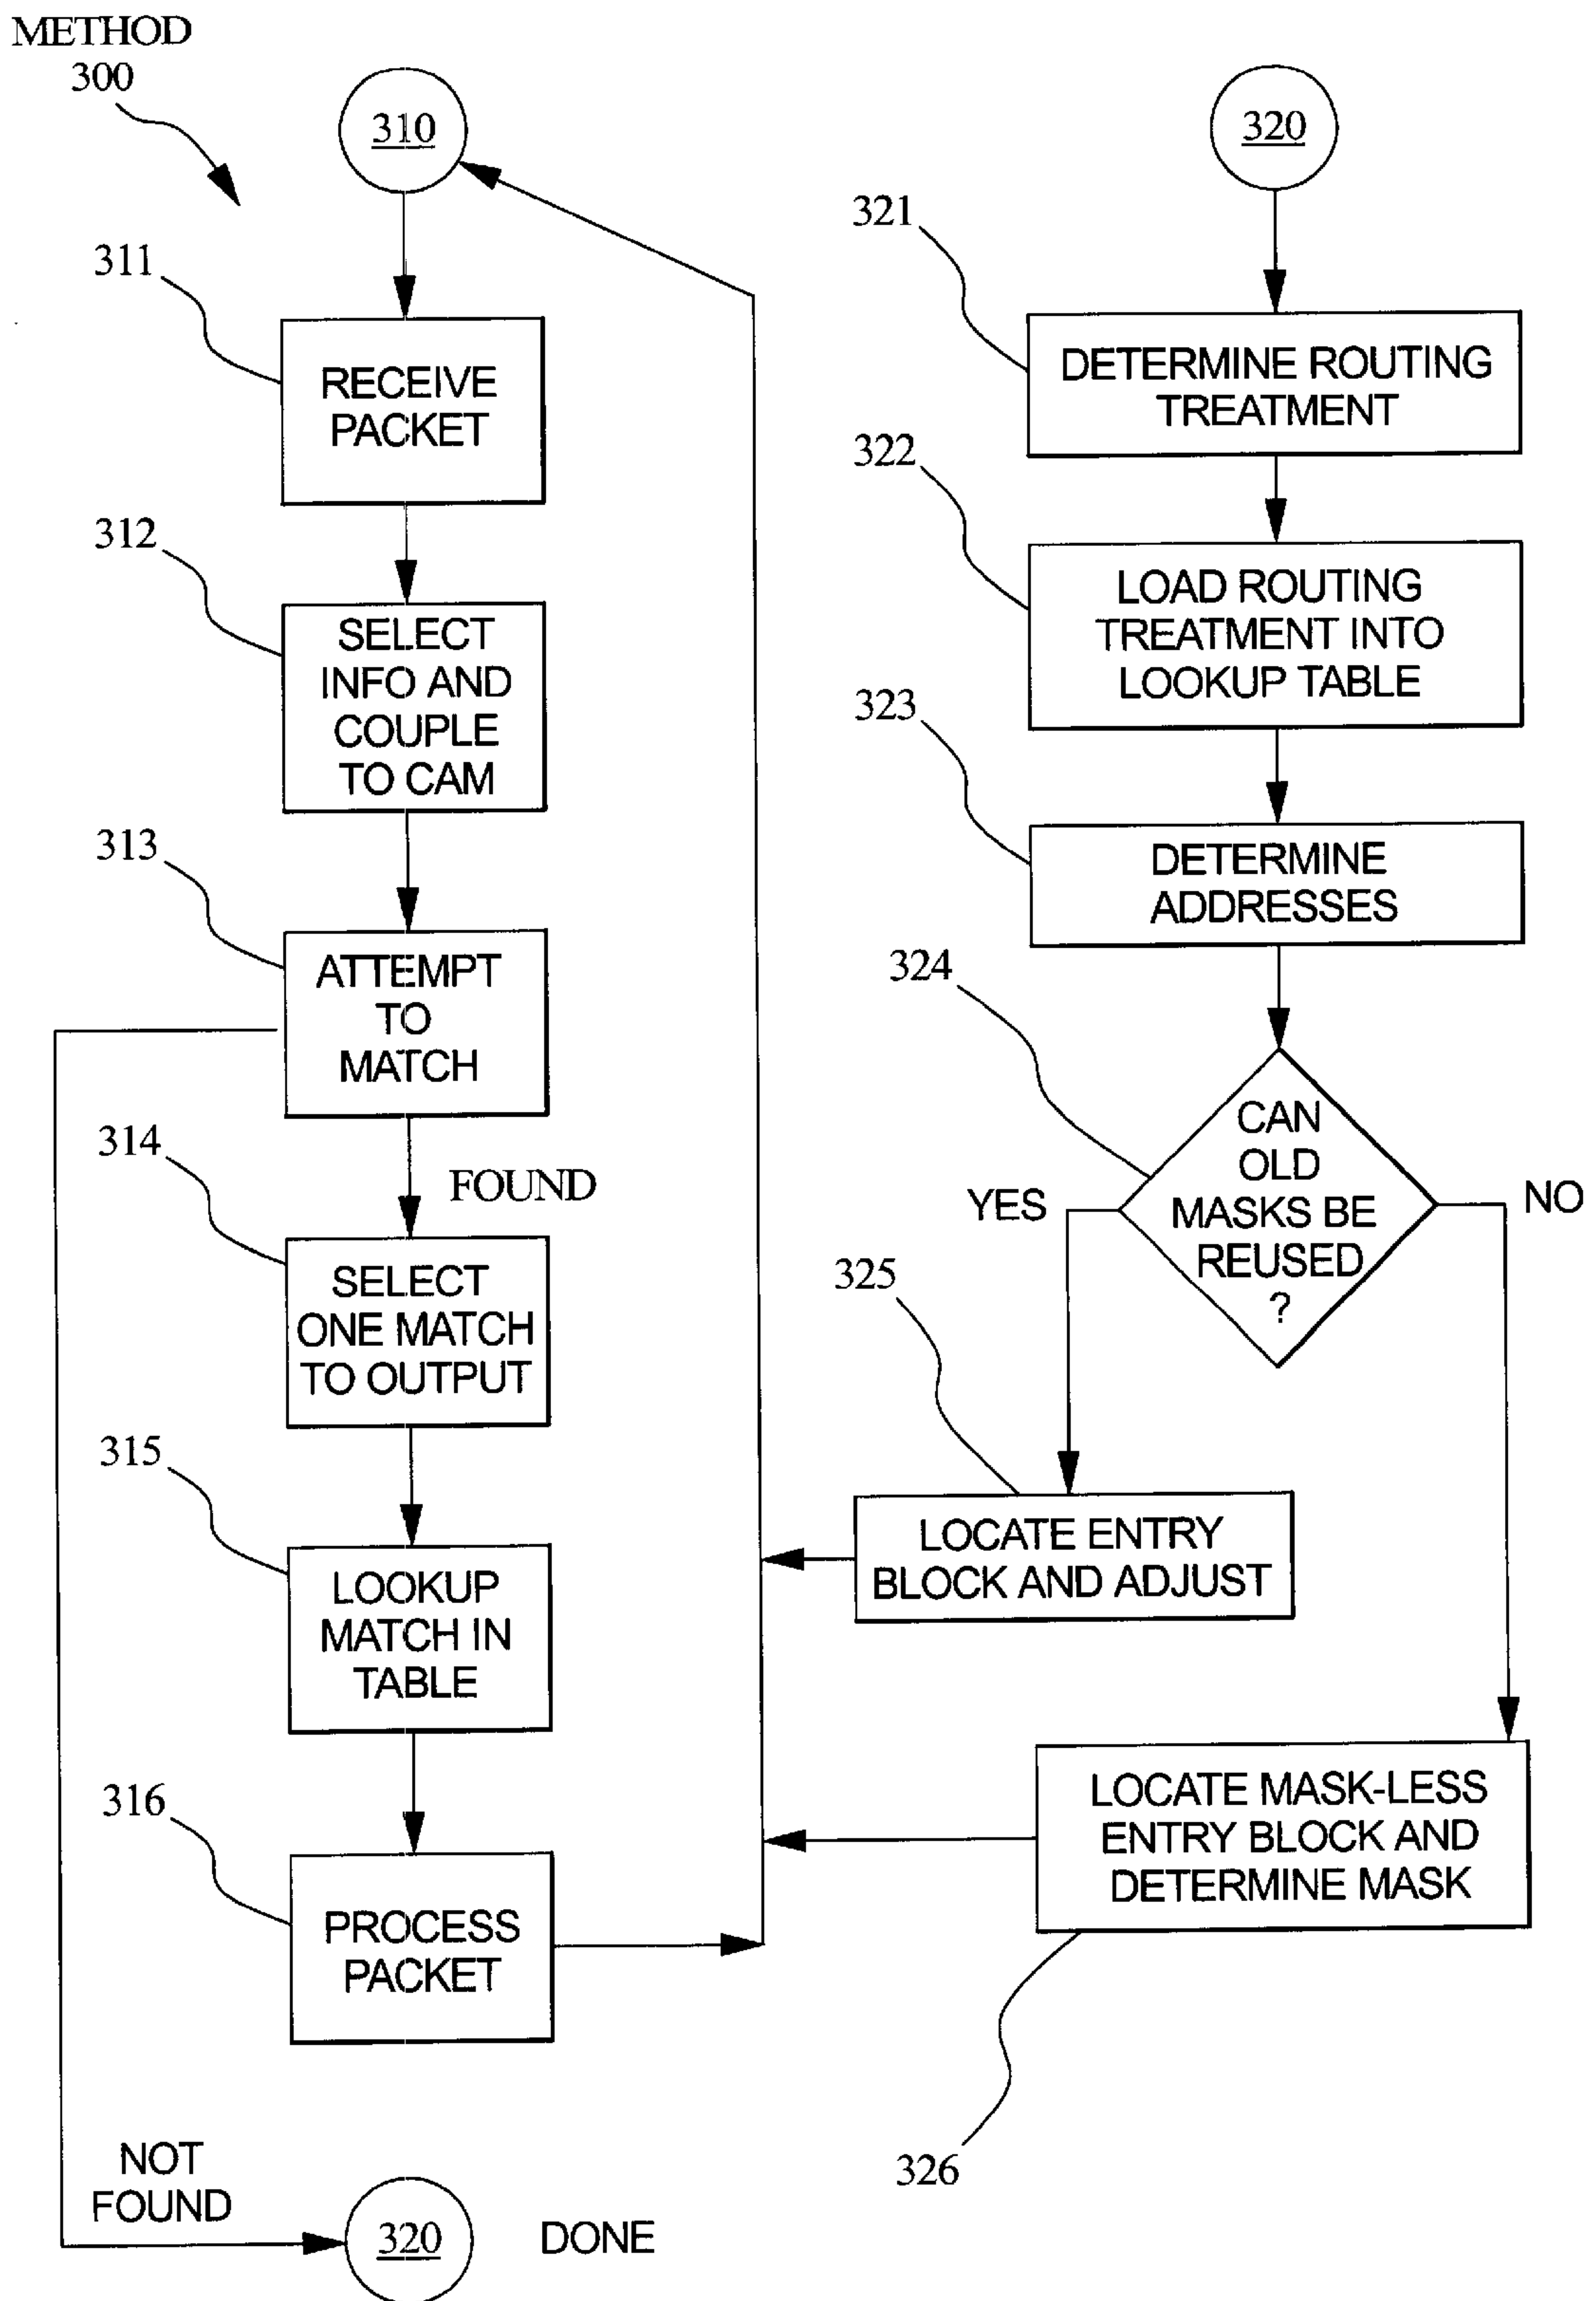 METHOD
300
310
311
RECEIVE
PACKET
312
SELECT
INFO AND
COUPLE
TO CAM
313
ATTEMPT
TO
MATCH
314
FOUND
SELECT
ONE MATCH
TO OUTPUT
315
LOOKUP
MATCH IN
TABLE
316
PROCESS
PACKET
NOT
FOUND
320
DONE
320
321
DETERMINE ROUTING
TREATMENT
322
LOAD ROUTING
TREATMENT INTO
LOOKUP TABLE
323
DETERMINE
ADDRESSES
324
CAN
OLD
MASKS BE
REUSED
?
YES
NO
325
LOCATE ENTRY
BLOCK AND ADJUST
LOCATE MASK-LESS
ENTRY BLOCK AND
DETERMINE MASK
326